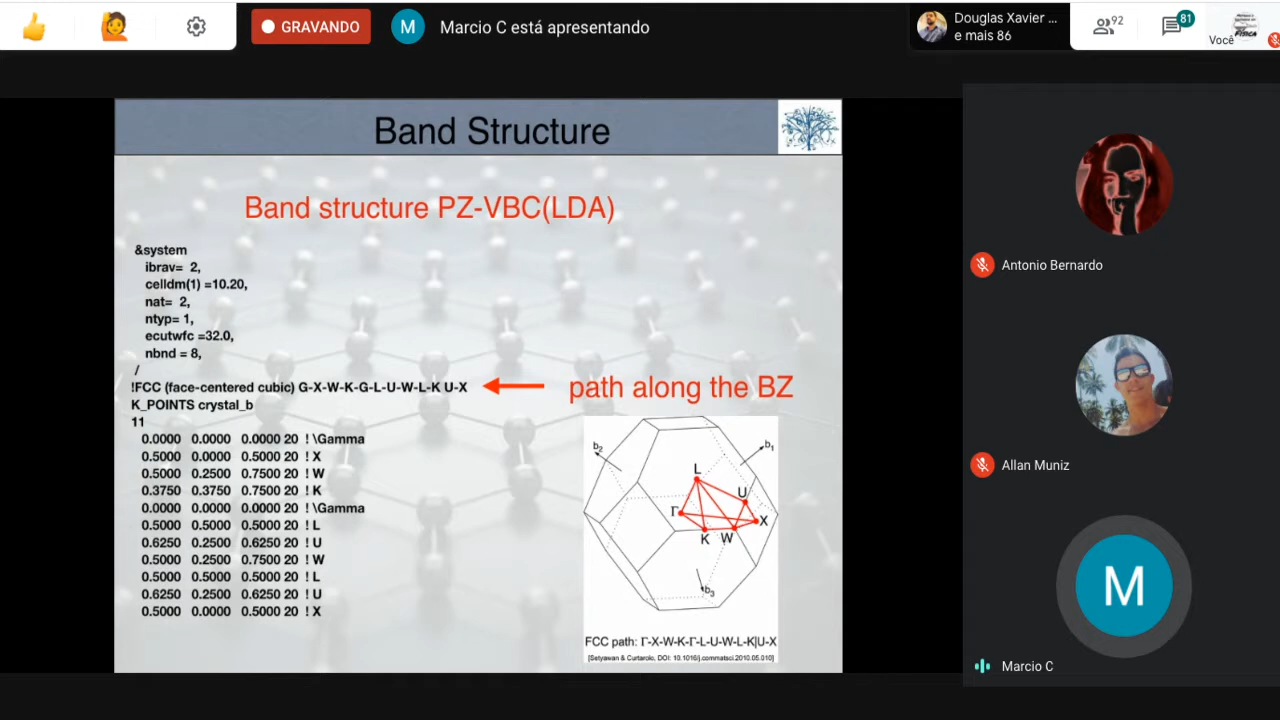 GRAVANDO
M
Marcio C está apresentando
Douglas Xavier ...
e mais 86
92
81
Você
FÍSICA
Band Structure
Band structure PZ-VBC(LDA)
&system
ibrav= 2,
celldm(1) =10.20,
nat= 2,
ntyp= 1,
ecutwfc =32.0,
nbnd = 8,
/
!FCC (face-centered cubic) G-X-W-K-G-L-U-W-L-K U-X
path along the BZ
K_POINTS crystal_b
11
0.0000 0.0000 0.0000 20 ! \Gamma
0.5000 0.0000 0.5000 20 ! X
0.5000 0.2500 0.7500 20 ! W
0.3750 0.3750 0.7500 20 ! K
0.0000 0.0000 0.0000 20 ! \Gamma
0.5000 0.5000 0.5000 20 ! L
0.6250 0.2500 0.6250 20 ! U
0.5000 0.2500 0.7500 20 ! W
0.5000 0.5000 0.5000 20 ! L
0.6250 0.2500 0.6250 20 ! U
0.5000 0.0000 0.5000 20 ! X
b2
b1
L
U
Γ
X
K W
b3
FCC path: Γ-X-W-K-Γ-L-U-W-L-K|U-X
[Setyawan & Curtarolo, DOI: 10.1016/j.commatsci.2010.05.010]
Antonio Bernardo
Allan Muniz
M
Marcio C